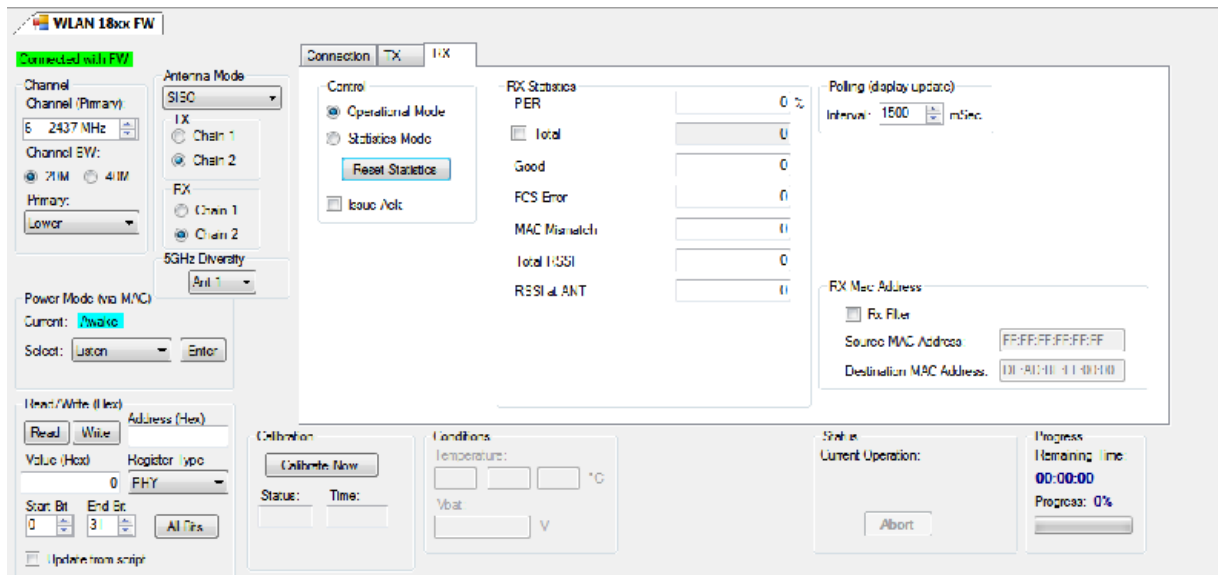 WLAN 18xx FW
Connected with FW
Channel
Channel (Primary):
6 2437 MHz
Channel BW:
20M 40M
Primary:
Lower
Antenna Mode
SISO
TX
Chain 1
Chain 2
RX
Chain 1
Chain 2
5GHz Diversity
Ant 1
Power Mode (via MAC)
Current: Awake
Select: Listen Enter
Read/Write (Hex)
Address (Hex)
Read Write
Value (Hex) Register Type
0 PHY
Start Bit End Bit
0 31 All Bits
Update from script
Connection TX RX
Control
Operational Mode
Statistics Mode
Reset Statistics
Issue Ack
RX Statistics
PER 0 %
Total 0
Good 0
FCS Error 0
MAC Mismatch 0
Total RSSI 0
RSSI at ANT 0
Polling (display update)
Interval: 1500 mSec
RX Mac Address
Rx Filter
Source MAC Address FF:FF:FF:FF:FF:FF
Destination MAC Address:
Calibration
Calibrate Now
Status: Time:
Conditions
Temperature:
°C
Vbat
V
Status
Current Operation:
Abort
Progress
Remaining Time:
00:00:00
Progress: 0%